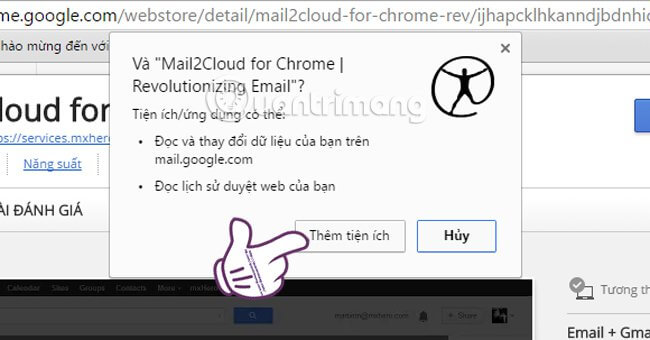 me.google.com/webstore/detail/mail2cloud-for-chrome-rev/ijhapcklhkanndjbdnhic
hào mừng đến với
Và "Mail2Cloud for Chrome |
Revolutionizing Email"?
Quantrimang
Tiện ích/ứng dụng có thể:
• Đọc và thay đổi dữ liệu của bạn trên
mail.google.com
• Đọc lịch sử duyệt web của bạn
Thêm tiện ích
Hủy
loud for
https://services.mxhero
Năng suất
ÀI ĐÁNH GIÁ
Calendar Sites Groups Contacts More
Share
Tương th
Email + Gma